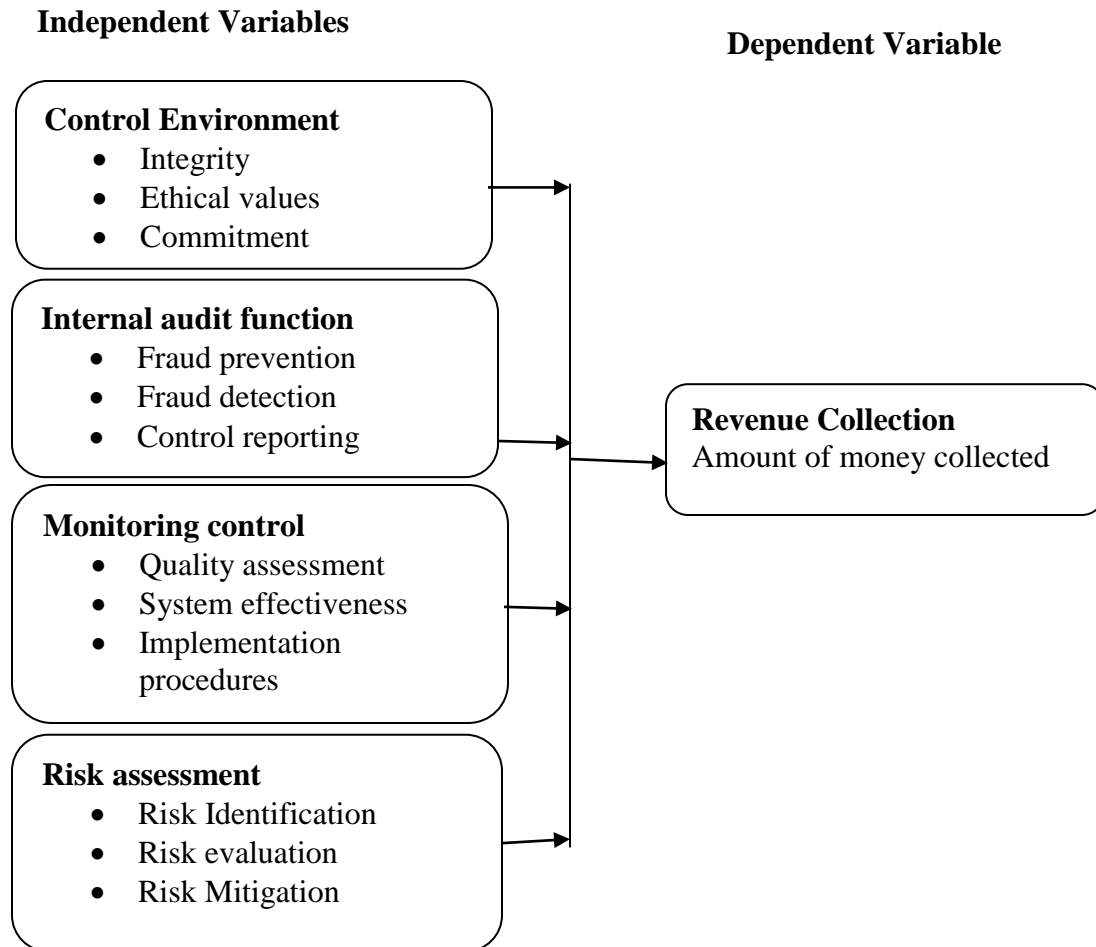 Independent Variables
Dependent Variable
Control Environment
• Integrity
• Ethical values
• Commitment
Internal audit function
• Fraud prevention
• Fraud detection
• Control reporting
Monitoring control
• Quality assessment
• System effectiveness
• Implementation
procedures
Risk assessment
• Risk Identification
• Risk evaluation
• Risk Mitigation
Revenue Collection
Amount of money collected